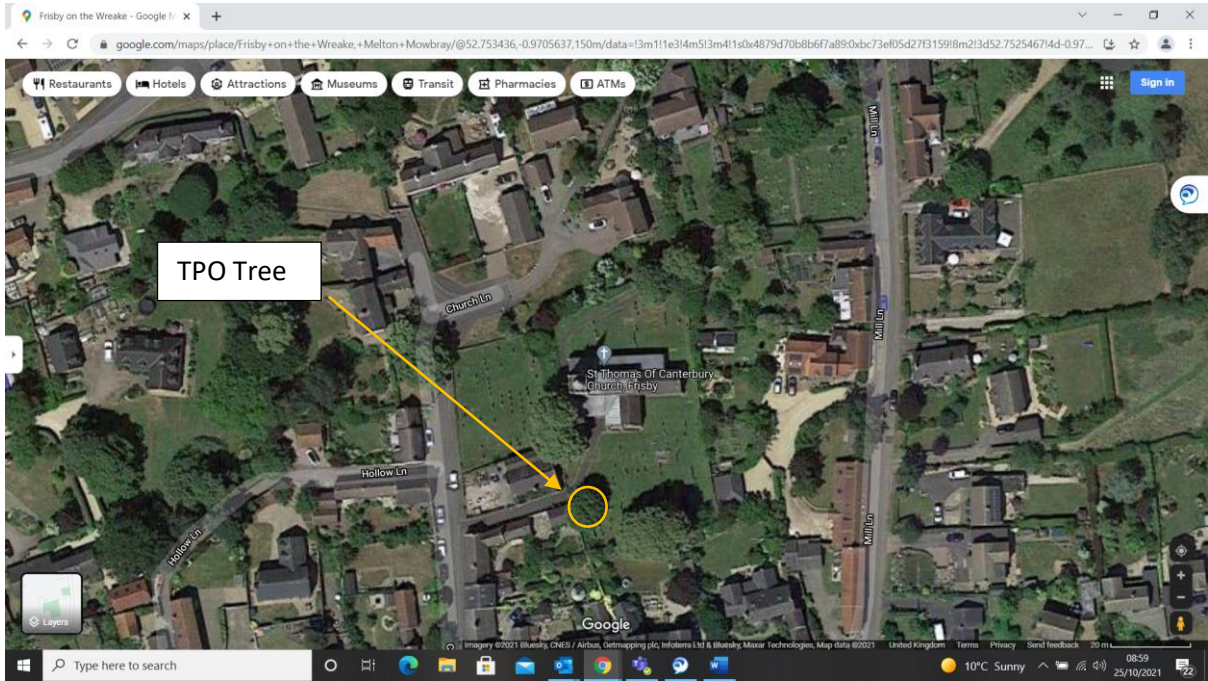 Frisby on the Wreake - Google M
google.com/maps/place/Frisby+on+the+Wreake,+Melton+Mowbray/@52.753436,-0.9705637,150m/data=!3m1!1e3!4m5!3m4!1s0x4879d70b8b6f7a89:0xbc73ef05d27f3159!8m2!3d52.7525467!4d-0.97...
Restaurants
Hotels
Attractions
Museums
Transit
Pharmacies
ATMs
Sign in
Mill Ln
TPO Tree
Church Ln
Mill Ln
St Thomas Of Canterbury
Church, Frisby
Hollow Ln
Hollow Ln
Mill Ln
Layers
Google
Imagery ©2021 Bluesky, CNES / Airbus, Getmapping plc, Infoterra Ltd & Bluesky, Maxar Technologies, Map data ©2021
United Kingdom
Terms
Privacy
Send feedback
20 m
Type here to search
10°C Sunny
08:59
25/10/2021
22